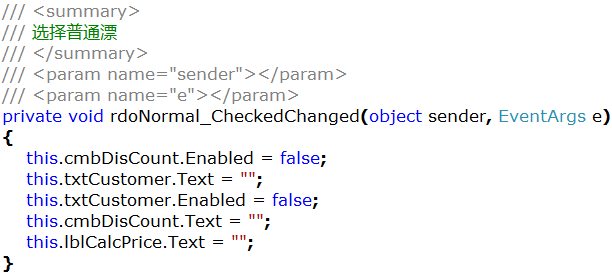 /// <summary>
/// 选择普通漂
/// </summary>
/// <param name="sender"></param>
/// <param name="e"></param>
private void rdoNormal_CheckedChanged(object sender, EventArgs e)
{
    this.cmbDisCount.Enabled = false;
    this.txtCustomer.Text = "";
    this.txtCustomer.Enabled = false;
    this.cmbDisCount.Text = "";
    this.lblCalcPrice.Text = "";
}